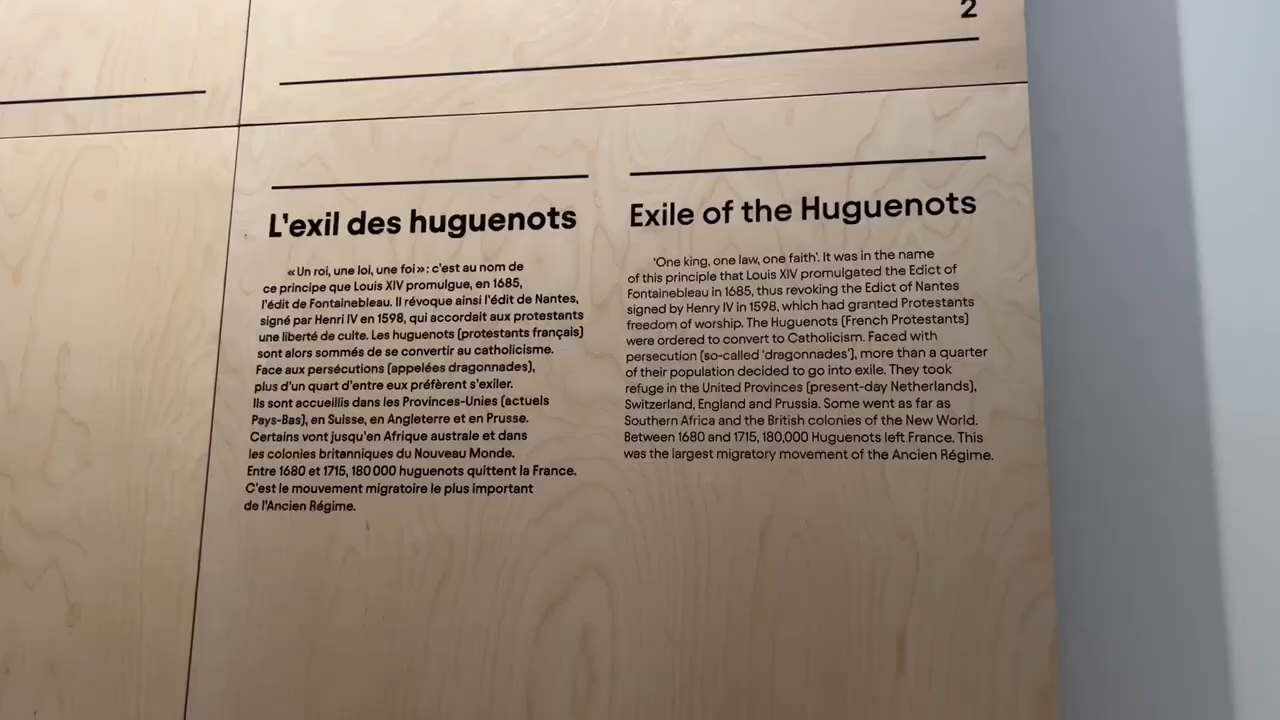 2
L'exil des huguenots
« Un roi, une loi, une foi » : c'est au nom de
ce principe que Louis XIV promulgue, en 1685,
l'édit de Fontainebleau. Il révoque ainsi l'édit de Nantes,
signé par Henri IV en 1598, qui accordait aux protestants
une liberté de culte. Les huguenots (protestants français)
sont alors sommés de se convertir au catholicisme.
Face aux persécutions (appelées dragonnades),
plus d'un quart d'entre eux préfèrent s'exiler.
Ils sont accueillis dans les Provinces-Unies (actuels
Pays-Bas), en Suisse, en Angleterre et en Prusse.
Certains vont jusqu'en Afrique australe et dans
les colonies britanniques du Nouveau Monde.
Entre 1680 et 1715, 180 000 huguenots quittent la France.
C'est le mouvement migratoire le plus important
de l'Ancien Régime.
Exile of the Huguenots
'One king, one law, one faith'. It was in the name
of this principle that Louis XIV promulgated the Edict of
Fontainebleau in 1685, thus revoking the Edict of Nantes
signed by Henry IV in 1598, which had granted Protestants
freedom of worship. The Huguenots (French Protestants)
were ordered to convert to Catholicism. Faced with
persecution (so-called 'dragonnades'), more than a quarter
of their population decided to go into exile. They took
refuge in the United Provinces (present-day Netherlands),
Switzerland, England and Prussia. Some went as far as
Southern Africa and the British colonies of the New World.
Between 1680 and 1715, 180,000 Huguenots left France. This
was the largest migratory movement of the Ancien Régime.